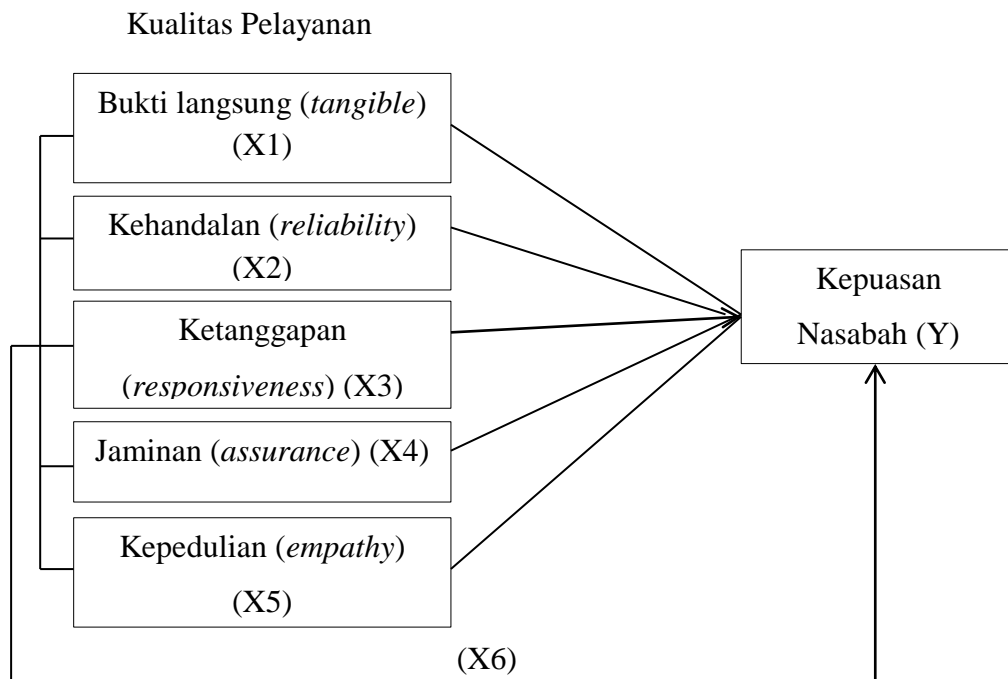 Kualitas Pelayanan
Bukti langsung (tangible)
(X1)
Kehandalan (reliability)
(X2)
Ketanggapan
(responsiveness) (X3)
Jaminan (assurance) (X4)
Kepedulian (empathy)
(X5)
Kepuasan
Nasabah (Y)
(X6)